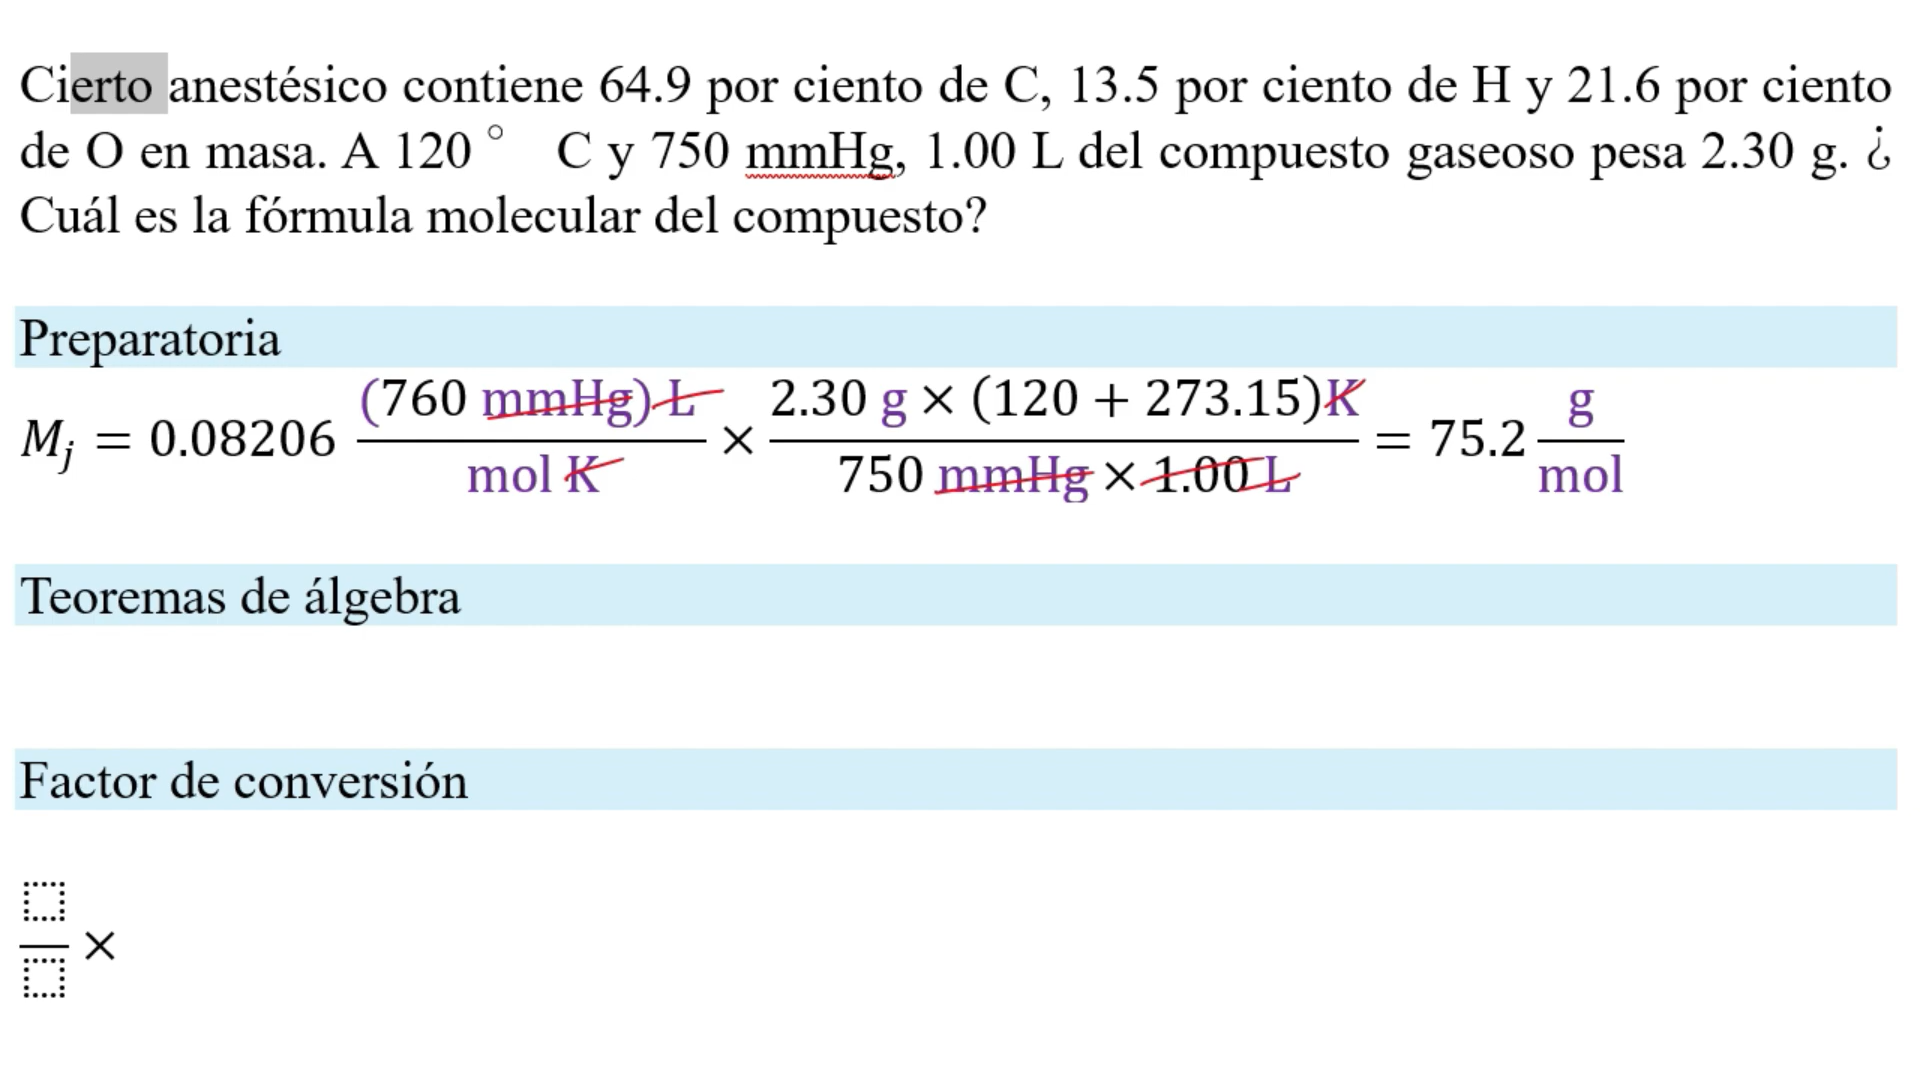 Cierto anestésico contiene 64.9 por ciento de C, 13.5 por ciento de H y 21.6 por ciento
de O en masa. A 120 ° C y 750 mmHg, 1.00 L del compuesto gaseoso pesa 2.30 g. ¿
Cuál es la fórmula molecular del compuesto?
Preparatoria
M_j = 0.08206 (760 mmHg) L / mol K × 2.30 g × (120 + 273.15)K / 750 mmHg × 1.00 L = 75.2 g / mol
Teoremas de álgebra
Factor de conversión
×